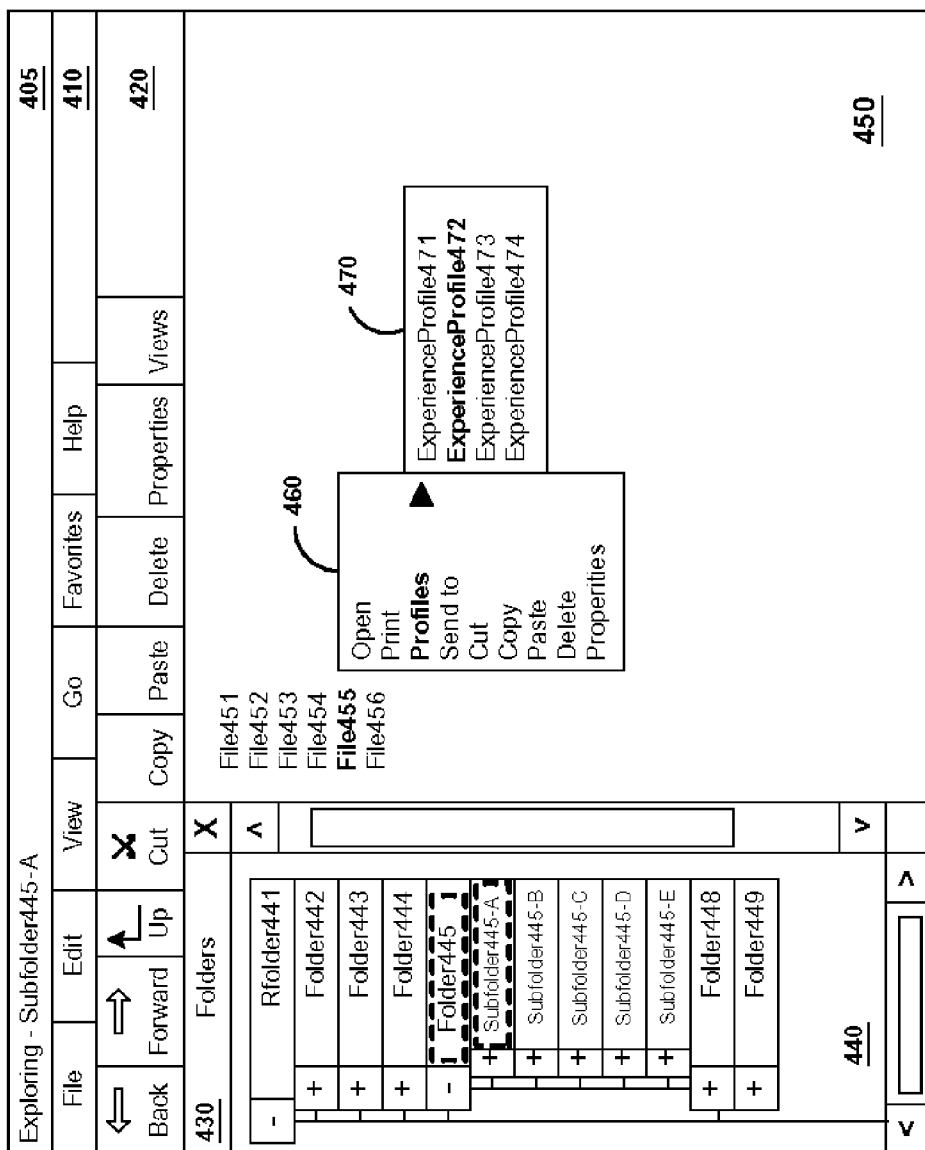 Exploring - Subfolder445-A 405
File Edit View Go Favorites Help 410
Back Forward Up Cut Copy Paste Delete Properties Views 420
430 Folders X
- Rfolder441
+ Folder442
+ Folder443
+ Folder444
- Folder445
+ Subfolder445-A
+ Subfolder445-B
+ Subfolder445-C
+ Subfolder445-D
+ Subfolder445-E
+ Folder448
+ Folder449
440
File451
File452
File453
File454
File455
File456
460
Open
Print
Profiles
Send to
Cut
Copy
Paste
Delete
Properities
470
ExperienceProfile471
ExperienceProfile472
ExperienceProfile473
ExperienceProfile474
450